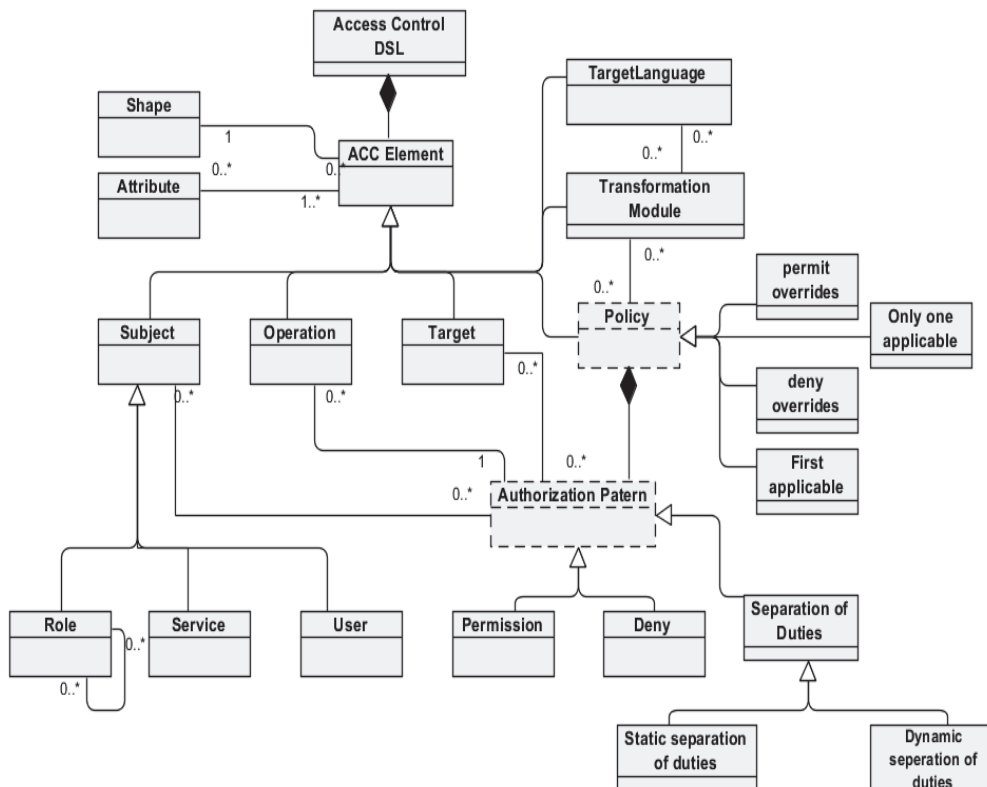 Access Control
DSL
TargetLanguage
Shape
1
0..*
ACC Element
0..*
0..*
0..*
Attribute
1..*
Transformation
Module
0..*
0..*
permit
overrides
Only one
applicable
Policy
Subject
Operation
Target
0..*
0..*
0..*
deny
overrides
First
applicable
1
0..*
0..*
Authorization Patern
Role
Service
User
Permission
Deny
Separation of
Duties
0..*
0..*
Static separation
of duties
Dynamic
seperation of
duties